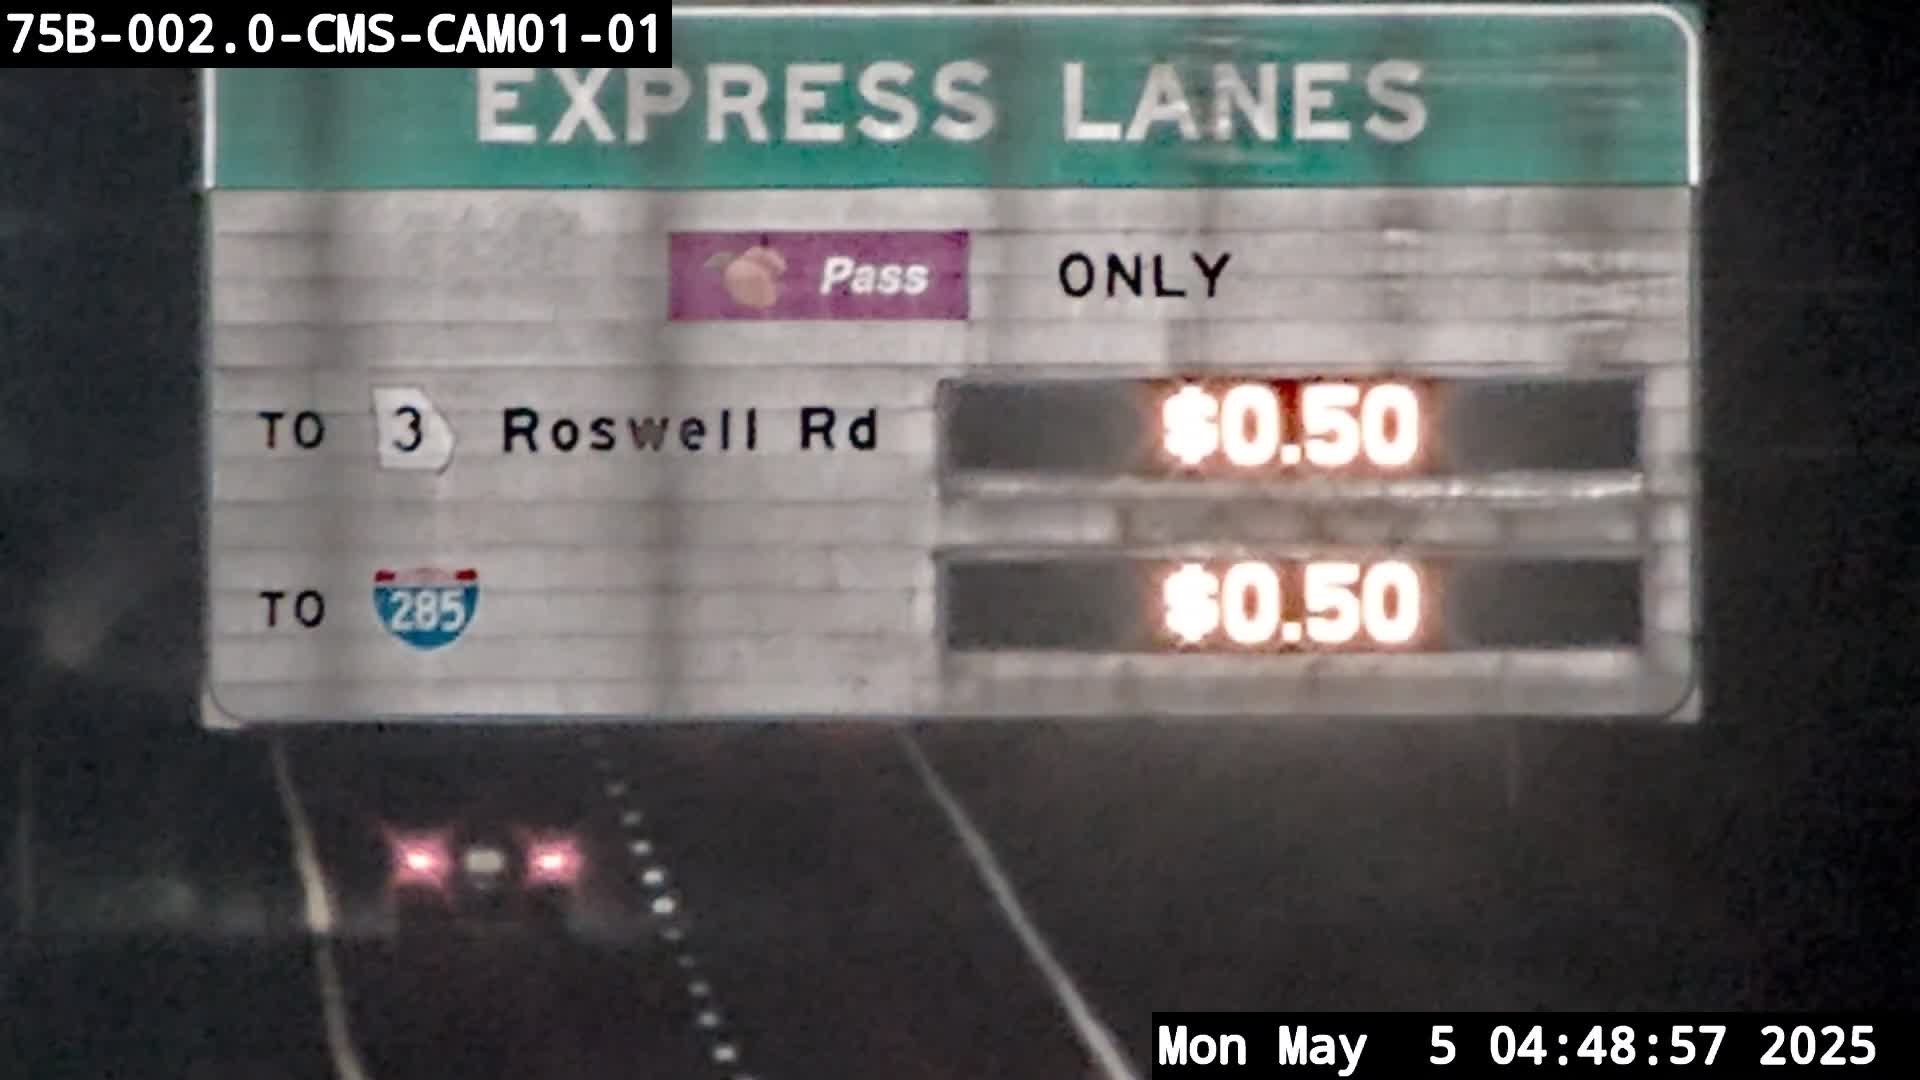 75B-002.0-CMS-CAM01-01
EXPRESS LANES
Pass ONLY
TO 3 Roswell Rd $0.50
TO 285 $0.50
Mon May 5 04:48:57 2025